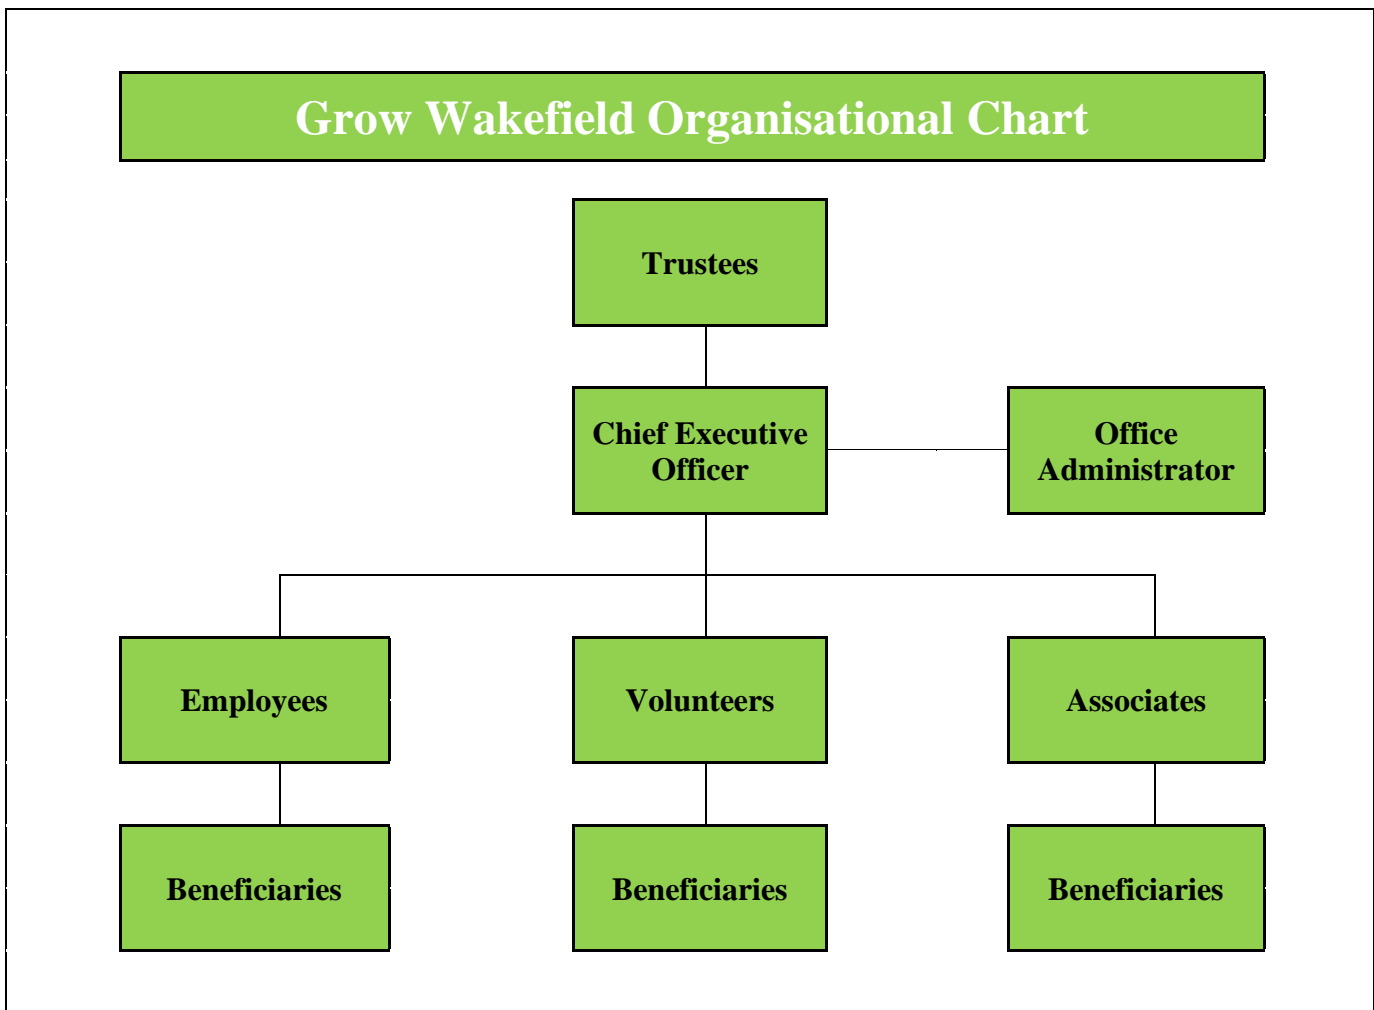 Grow Wakefield Organisational Chart
Trustees
Chief Executive
Officer
Office
Administrator
Employees
Volunteers
Associates
Beneficiaries
Beneficiaries
Beneficiaries